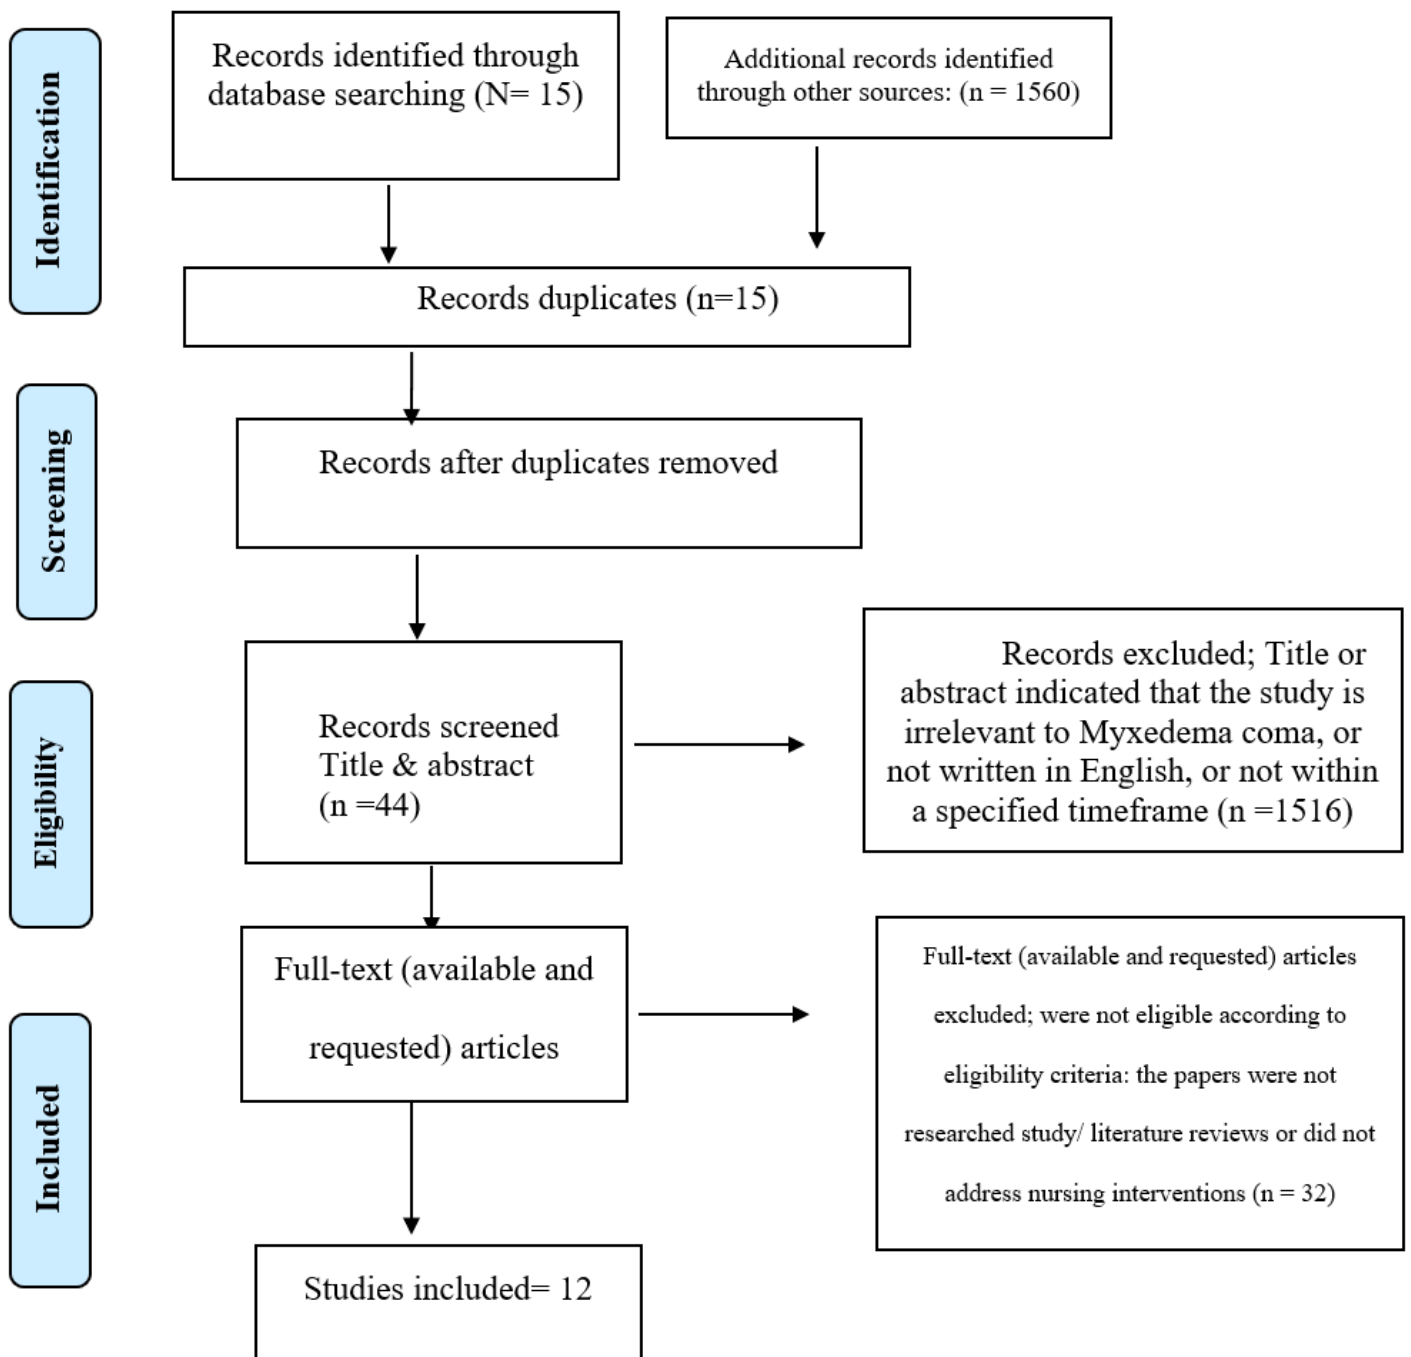 Identification
Records identified through
database searching (N= 15)
Additional records identified
through other sources: (n = 1560)
Records duplicates (n=15)
Screening
Records after duplicates removed
Eligibility
Records screened
Title & abstract
(n =44)
Records excluded; Title or
abstract indicated that the study is
irrelevant to Myxedema coma, or
not written in English, or not within
a specified timeframe (n =1516)
Full-text (available and
requested) articles
Full-text (available and requested) articles
excluded; were not eligible according to
eligibility criteria: the papers were not
researched study/ literature reviews or did not
address nursing interventions (n = 32)
Included
Studies included= 12